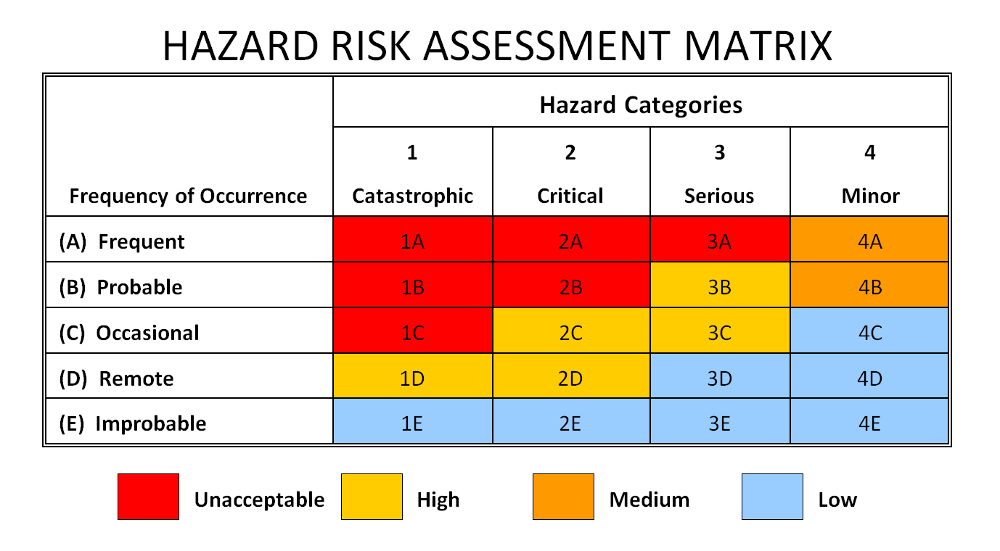 HAZARD RISK ASSESSMENT MATRIX
Hazard Categories
1 2 3 4
Frequency of Occurrence Catastrophic Critical Serious Minor
(A) Frequent 1A 2A 3A 4A
(B) Probable 1B 2B 3B 4B
(C) Occasional 1C 2C 3C 4C
(D) Remote 1D 2D 3D 4D
(E) Improbable 1E 2E 3E 4E
Unacceptable High Medium Low